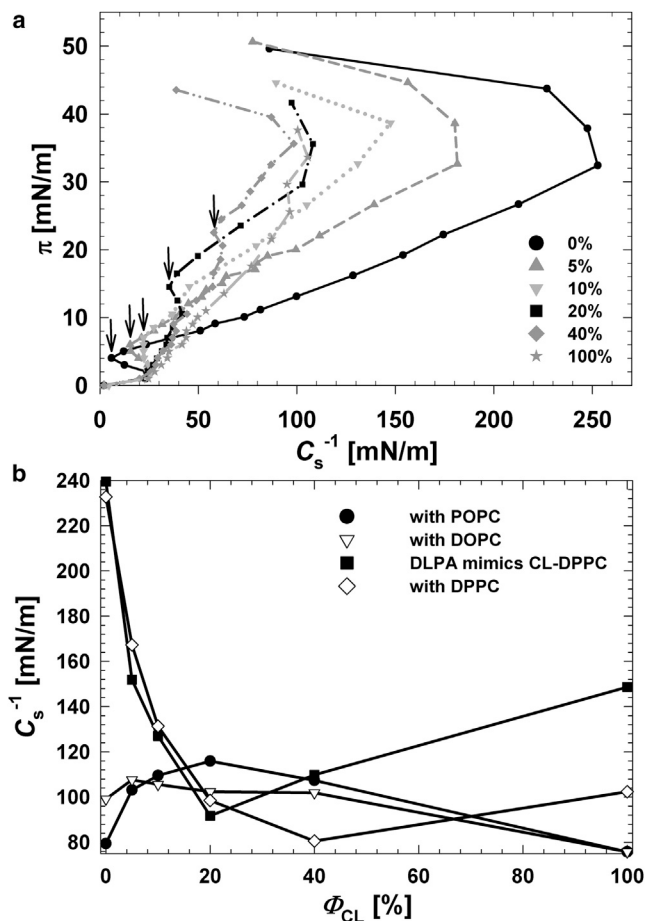 a
π [mN/m]
50
40
30
20
10
0
0%
5%
10%
20%
40%
100%
0 50 100 150 200 250
Cs-1 [mN/m]
b
Cs-1 [mN/m]
240
220
200
180
160
140
120
100
80
with POPC
with DOPC
DLPA mimics CL-DPPC
with DPPC
0 20 40 60 80 100
ΦCL [%]